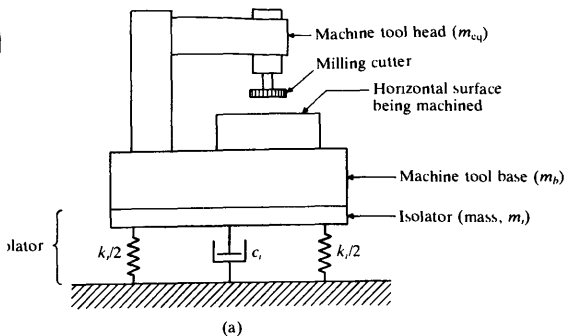 Machine tool head (m_eq)
Milling cutter
Horizontal surface
being machined
Machine tool base (m_b)
Isolator (mass, m_i)
olator
k_i/2
c_i
k_i/2
(a)